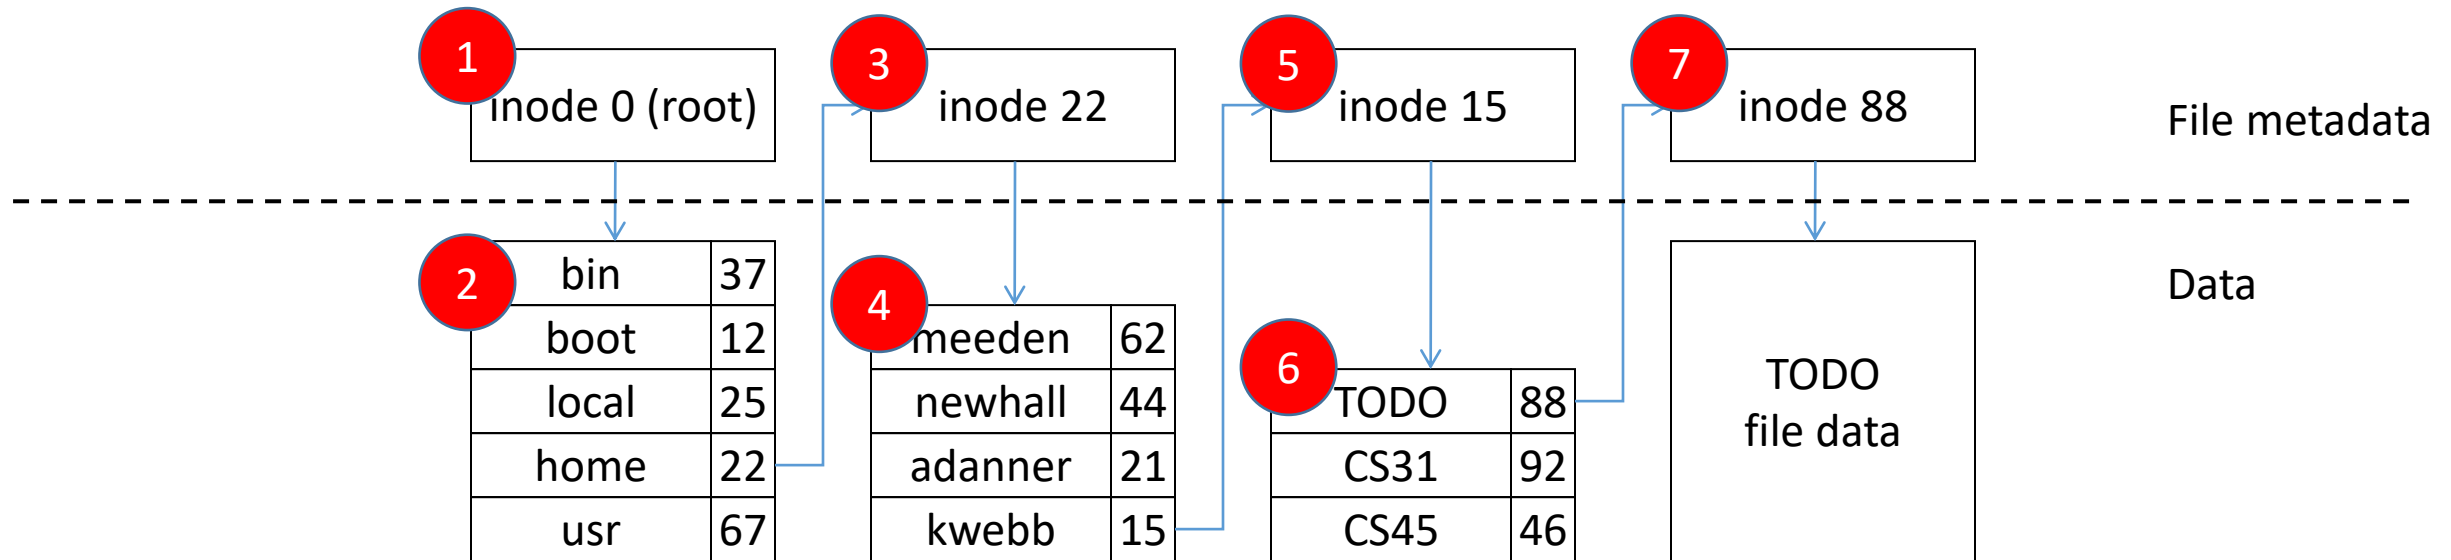 1
inode 0 (root)
3
inode 22
5
inode 15
7
inode 88
File metadata
2
bin 37
boot 12
local 25
home 22
usr 67
4
meeden 62
newhall 44
adanner 21
kwebb 15
6
TODO 88
CS31 92
CS45 46
TODO
file data
Data